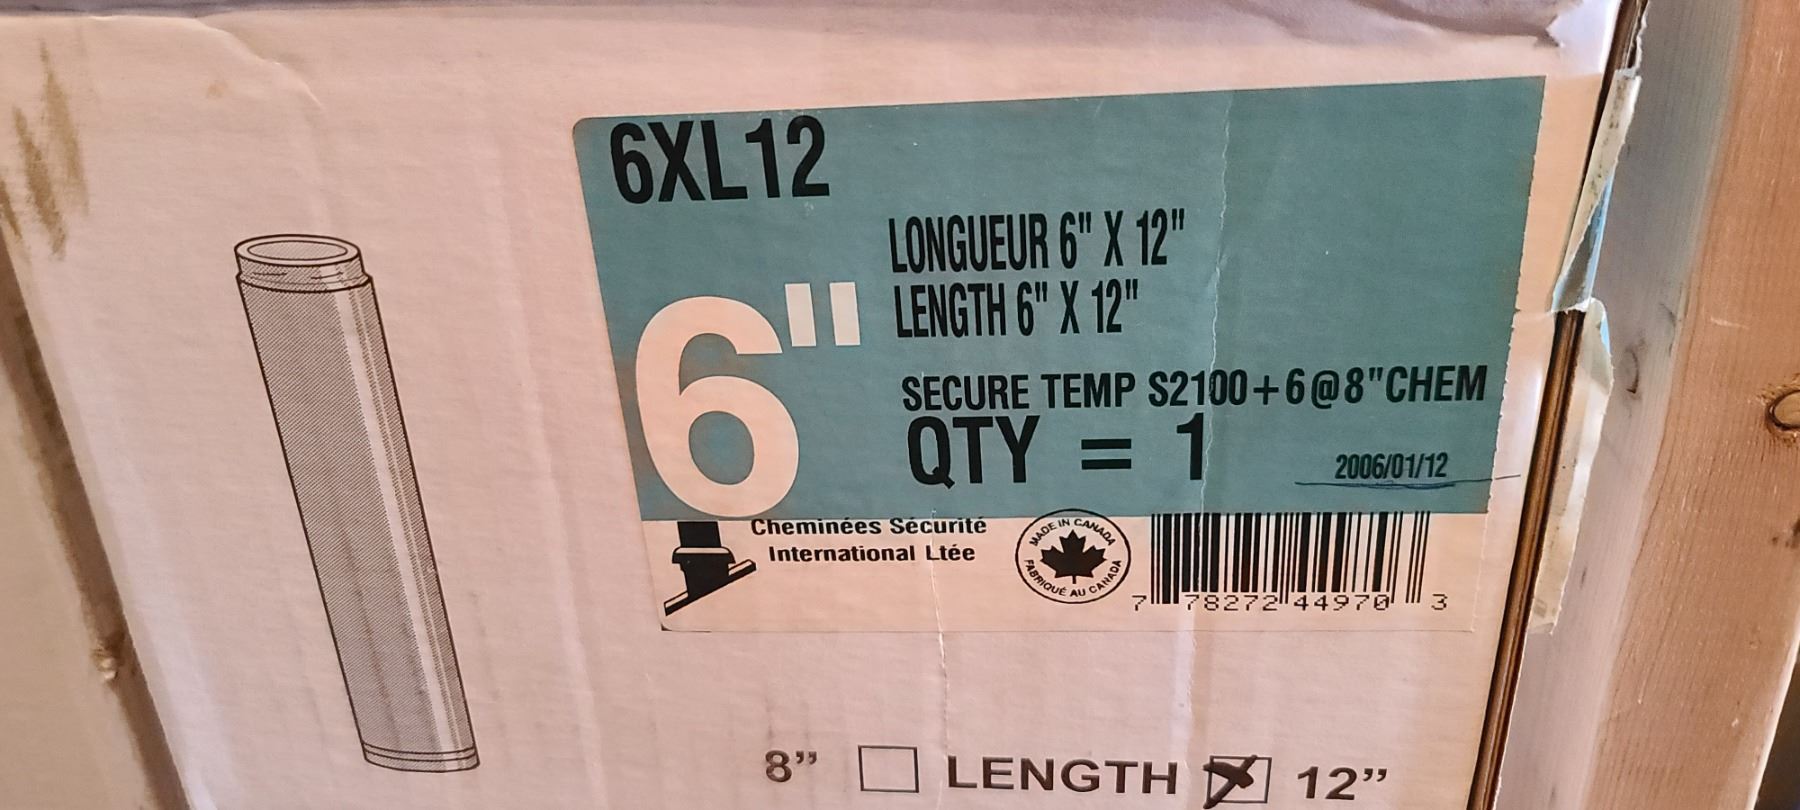 6XL12
LONGUEUR 6" X 12"
LENGTH 6" X 12"
6"
SECURE TEMP S2100+6@8"CHEM
QTY = 1
2006/01/12
Cheminées Sécurité
International Ltée
MADE IN CANADA
FABRIQUÉ AU CANADA
7 78272 44970 3
8” LENGTH 12”